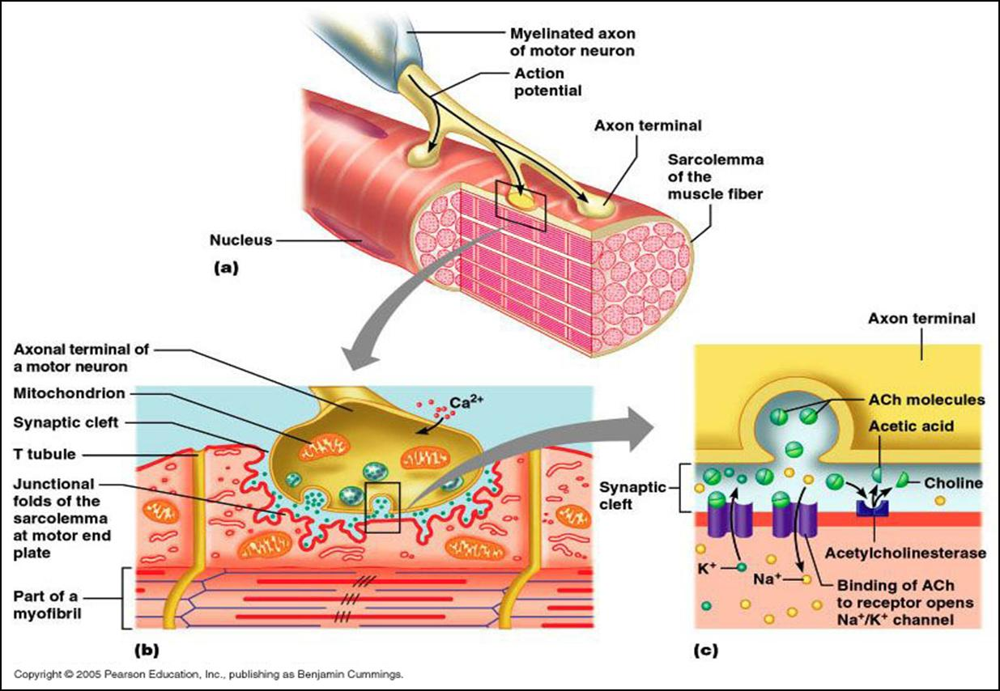 Myelinated axon
of motor neuron
Action
potential
Axon terminal
Sarcolemma
of the
muscle fiber
Nucleus
(a)
Axonal terminal of
a motor neuron
Mitochondrion
Synaptic cleft
T tubule
Junctional
folds of the
sarcolemma
at motor end
plate
Part of a
myofibril
Ca2+
(b)
Axon terminal
ACh molecules
Acetic acid
Choline
Synaptic
cleft
Acetylcholinesterase
K+
Na+
Binding of ACh
to receptor opens
Na+/K+ channel
(c)
Copyright © 2005 Pearson Education, Inc., publishing as Benjamin Cummings.